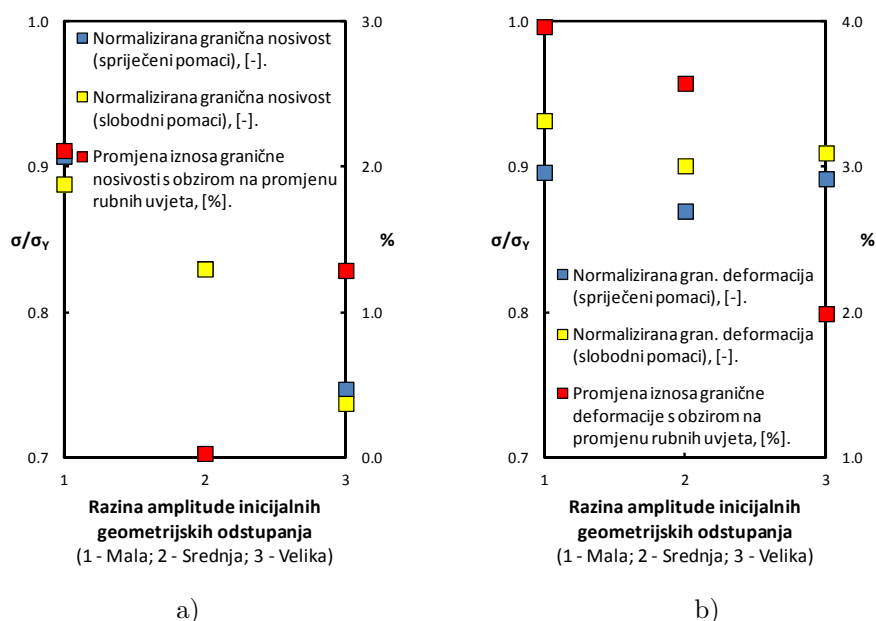 1.0
3.0
Normalizirana granična nosivost
(spriječeni pomaci), [-].
Normalizirana granična nosivost
(slobodni pomaci), [-].
Promjena iznosa granične
nosivosti s obzirom na promjenu
rubnih uvjeta, [%].
0.9
2.0
σ/σY
%
0.8
1.0
0.7
0.0
1
2
3
Razina amplitude inicijalnih
geometrijskih odstupanja
(1 - Mala; 2 - Srednja; 3 - Velika)
a)
1.0
4.0
0.9
3.0
σ/σY
%
Normalizirana gran. deformacija
(spriječeni pomaci), [-].
Normalizirana gran. deformacija
(slobodni pomaci), [-].
Promjena iznosa granične
deformacije s obzirom na
promjenu rubnih uvjeta, [%].
0.8
2.0
0.7
1.0
1
2
3
Razina amplitude inicijalnih
geometrijskih odstupanja
(1 - Mala; 2 - Srednja; 3 - Velika)
b)